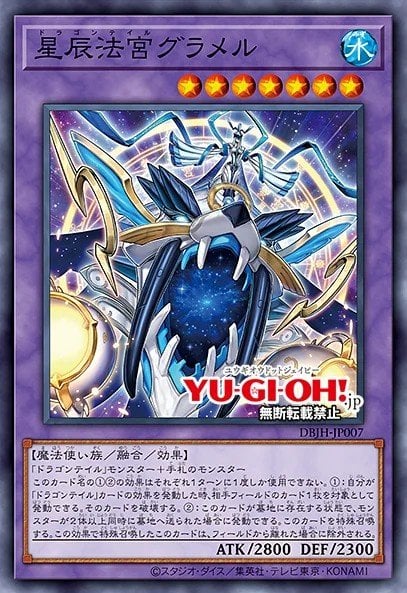 ドラゴンテイル
星辰法宮グラメル
水
ユウギオウドットジェイピー
YU-GI-OH!.jp
無断転載禁止
DBJH-JP007
【魔法使い族/融合/効果】
「ドラゴンテイル」モンスター+手札のモンスター
このカード名の①②の効果はそれぞれ1ターンに1度しか使用できない。①:自分が
「ドラゴンテイル」カードの効果を発動した時、相手フィールドのカード1枚を対象として
発動できる。そのカードを破壊する。②:このカードが墓地に存在する状態で、モン
スターが2体以上同時に墓地へ送られた場合に発動できる。このカードを特殊召喚
する。この効果で特殊召喚したこのカードは、フィールドから離れた場合に除外される。
ATK/2800 DEF/2300
©スタジオ・ダイス/集英社・テレビ東京・KONAMI